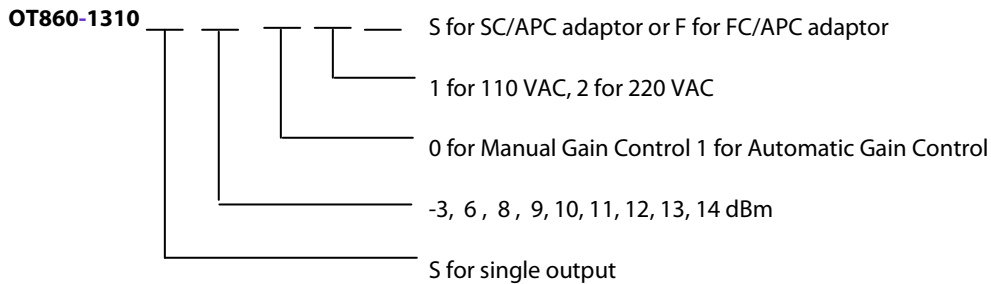 OT860-1310
S for SC/APC adaptor or F for FC/APC adaptor
1 for 110 VAC, 2 for 220 VAC
0 for Manual Gain Control 1 for Automatic Gain Control
-3, 6 , 8 , 9, 10, 11, 12, 13, 14 dBm
S for single output